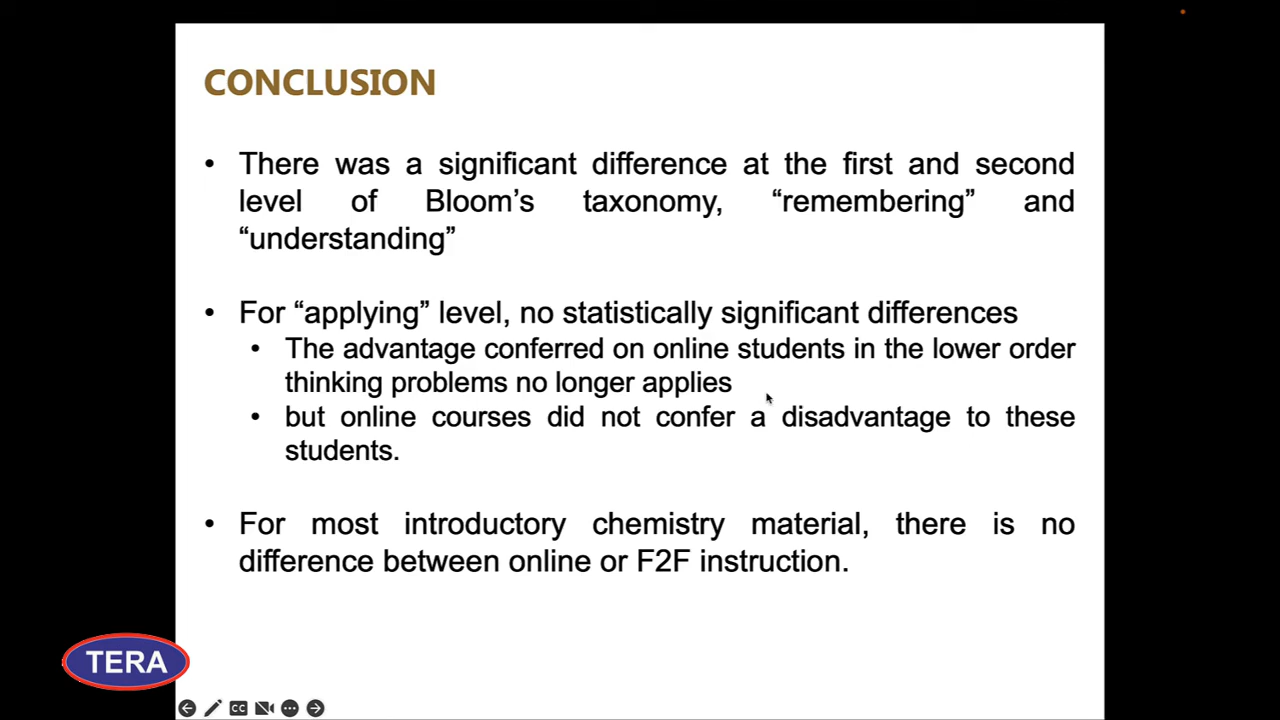 CONCLUSION
• There was a significant difference at the first and second
level of Bloom’s taxonomy, “remembering” and
“understanding”
• For “applying” level, no statistically significant differences
• The advantage conferred on online students in the lower order
thinking problems no longer applies
• but online courses did not confer a disadvantage to these
students.
• For most introductory chemistry material, there is no
difference between online or F2F instruction.
TERA
CC